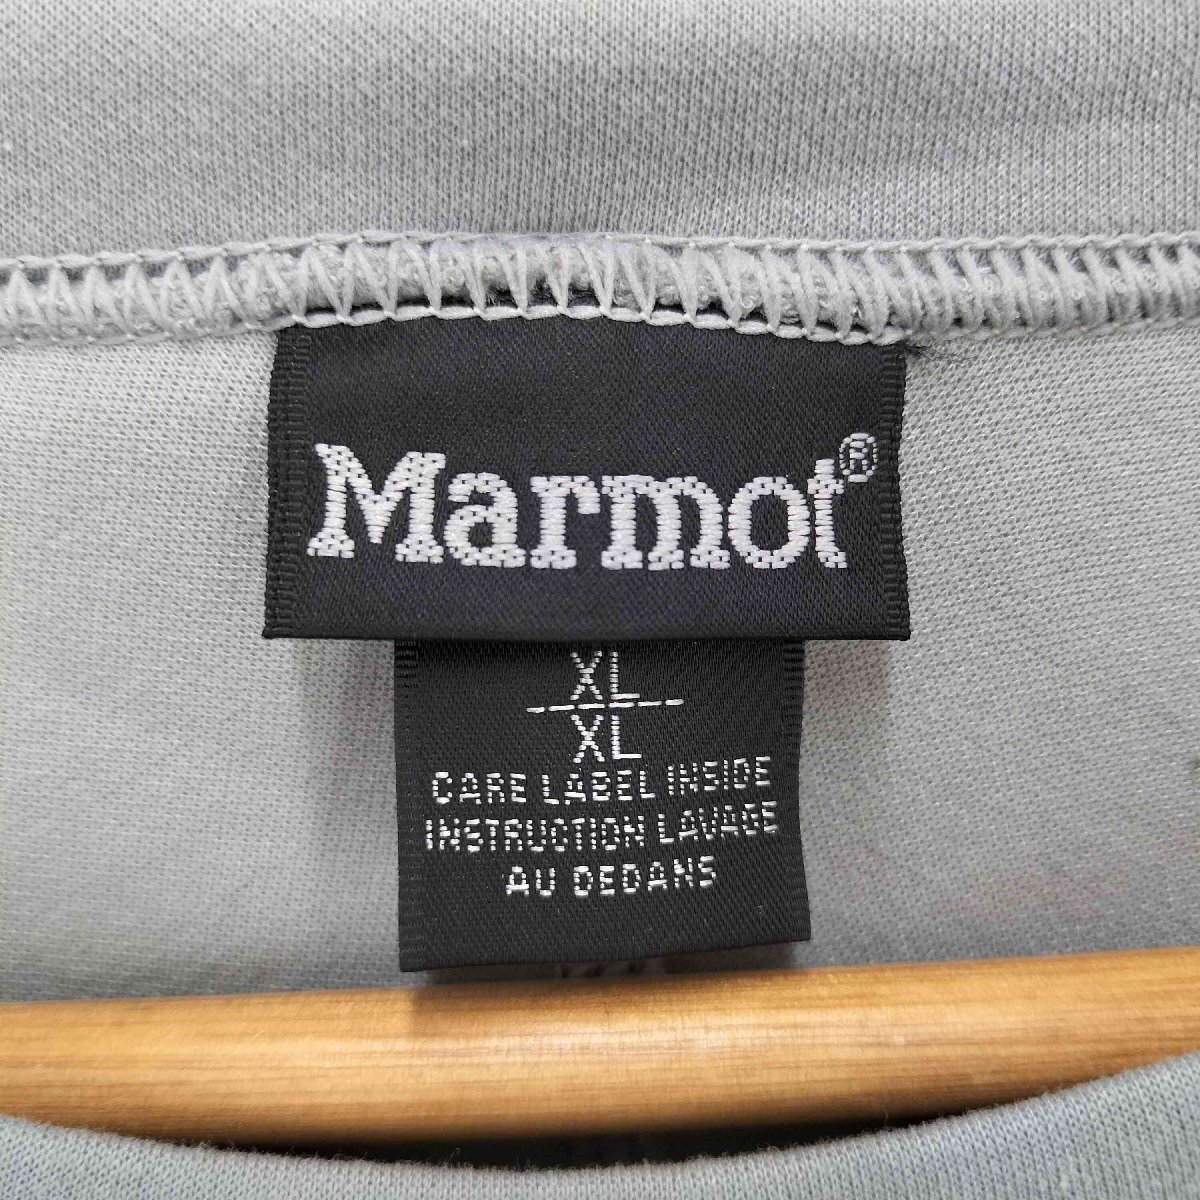 Marmot®
XL
XL
CARE LABEL INSIDE
INSTRUCTION LAVAGE
AU DEDANS